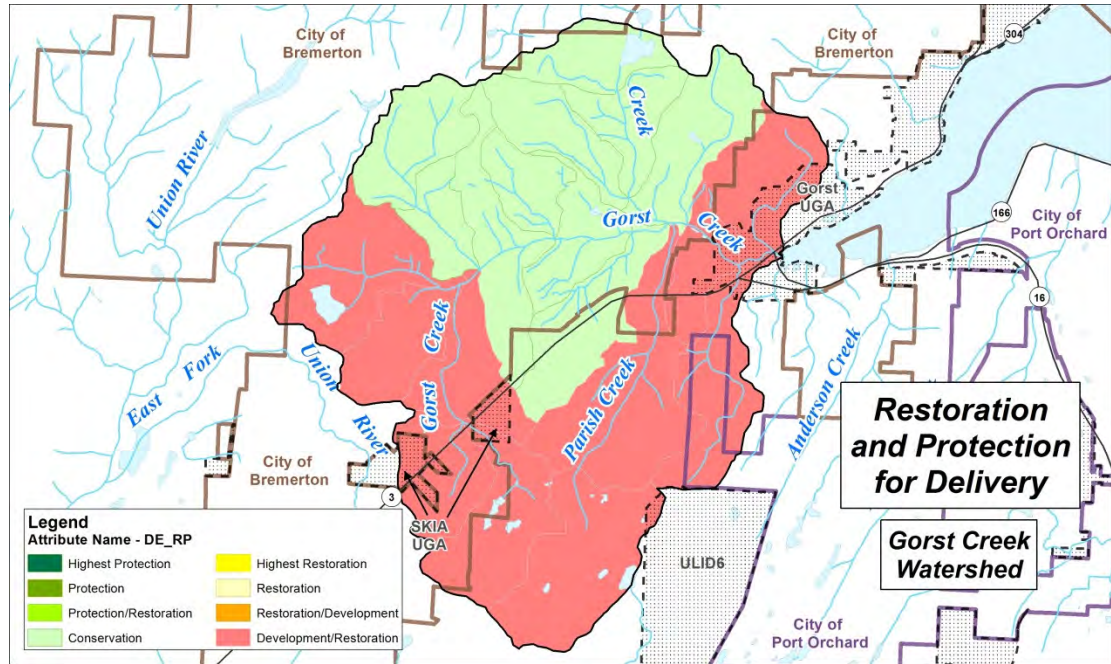 City of
Bremerton
City of
Bremerton
304
Creek
Union River
Gorst
UGA
166
City of
Port Orchard
Gorst
Creek
16
Creek
Gorst
East Fork
Union
River
Parish Creek
Anderson Creek
City of
Bremerton
3
SKIA
UGA
ULID6
Restoration
and Protection
for Delivery
Gorst Creek
Watershed
City of
Port Orchard
Legend
Attribute Name - DE_RP
Highest Protection
Protection
Protection/Restoration
Conservation
Highest Restoration
Restoration
Restoration/Development
Development/Restoration